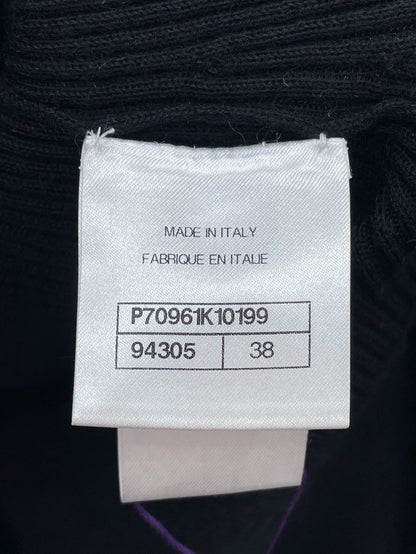 MADE IN ITALY
FABRIQUE EN ITALIE
P70961K10199
94305 38